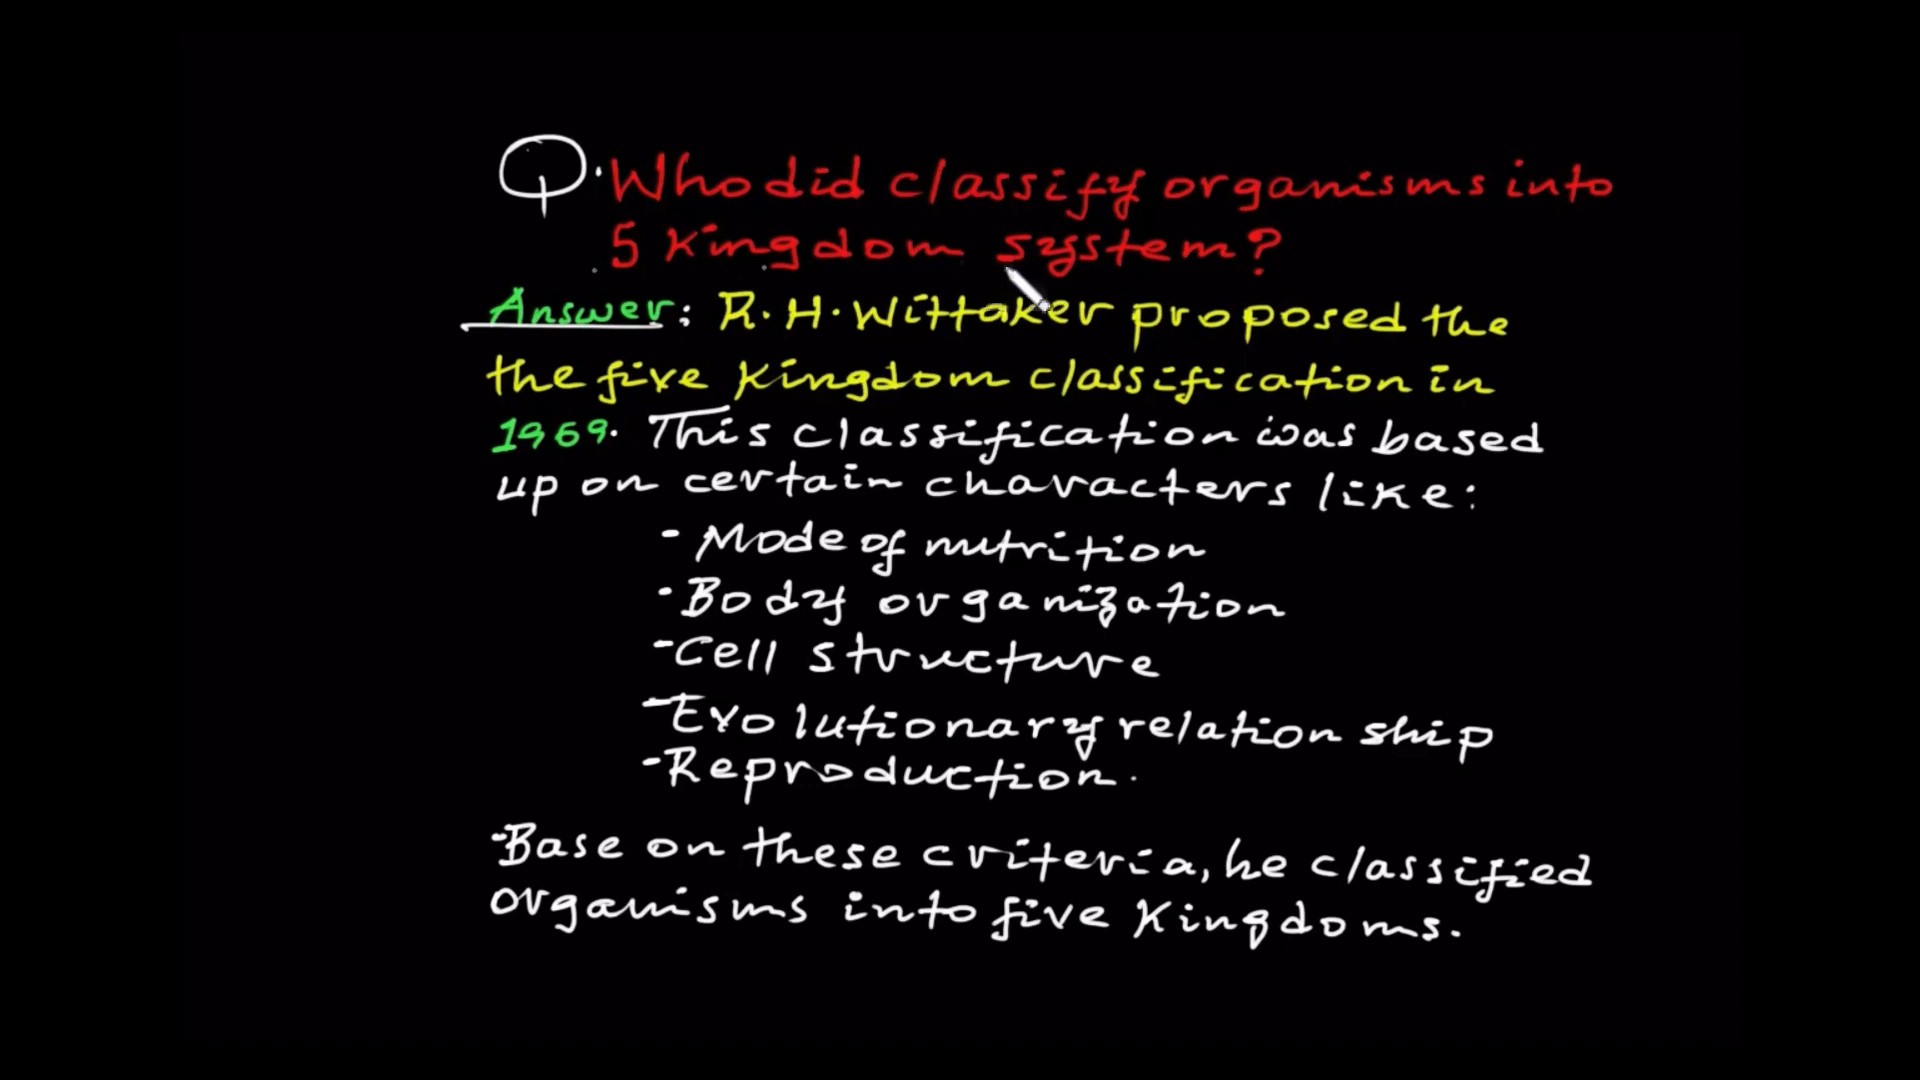 Q. Who did classify organisms into
5 Kingdom system?
Answer: R. H. Wittaker proposed the
the five Kingdom classification in
1969. This classification was based
up on certain characters like:
- Mode of nutrition
- Body organization
- Cell structure
- Evolutionary relation ship
- Reproduction.
- Base on these criteria, he classified
organisms into five Kingdoms.